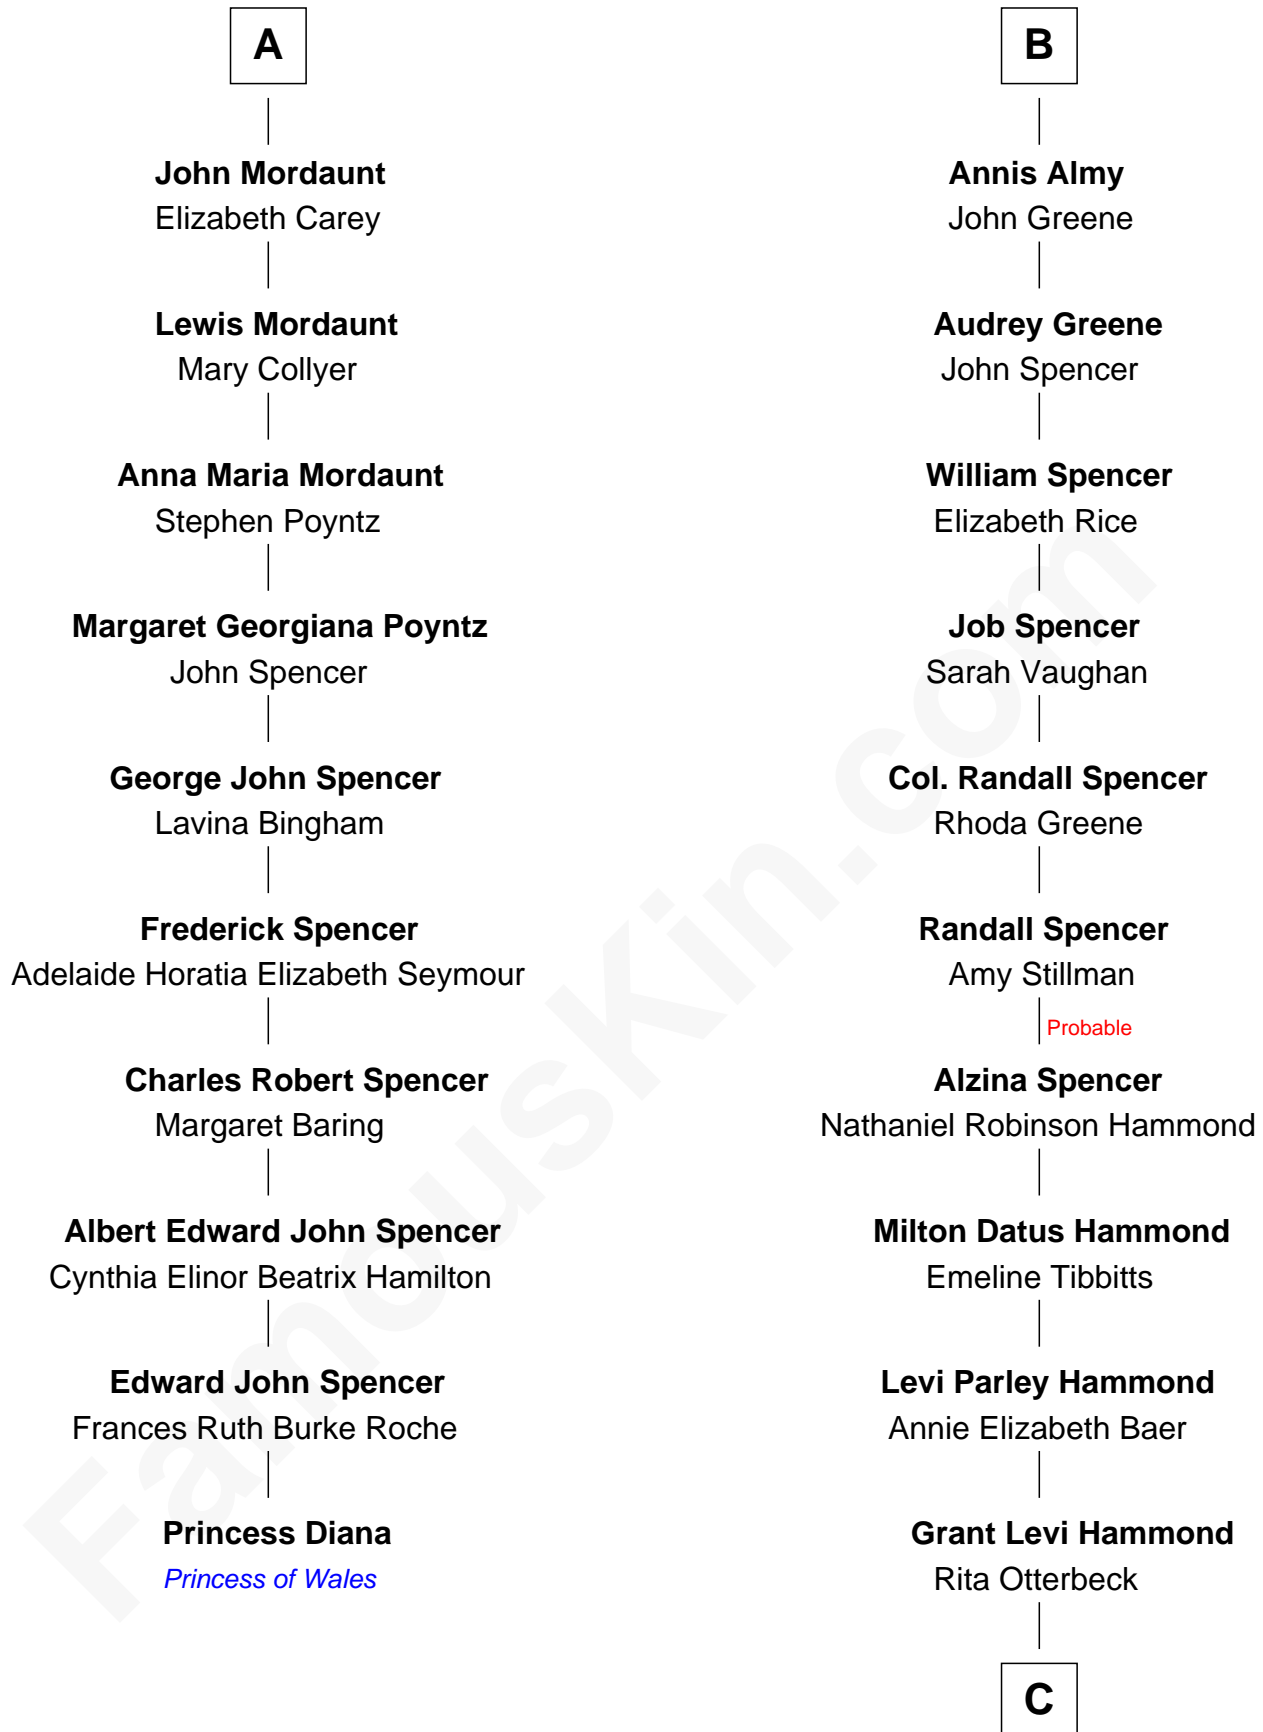 A
John Mordaunt
Elizabeth Carey
Lewis Mordaunt
Mary Collyer
Anna Maria Mordaunt
Stephen Poyntz
Margaret Georgiana Poyntz
John Spencer
George John Spencer
Lavina Bingham
Frederick Spencer
Adelaide Horatia Elizabeth Seymour
Charles Robert Spencer
Margaret Baring
Albert Edward John Spencer
Cynthia Elinor Beatrix Hamilton
Edward John Spencer
Frances Ruth Burke Roche
Princess Diana
Princess of Wales
B
Annis Almy
John Greene
Audrey Greene
John Spencer
William Spencer
Elizabeth Rice
Job Spencer
Sarah Vaughan
Col. Randall Spencer
Rhoda Greene
Randall Spencer
Amy Stillman
Probable
Alzina Spencer
Nathaniel Robinson Hammond
Milton Datus Hammond
Emeline Tibbitts
Levi Parley Hammond
Annie Elizabeth Baer
Grant Levi Hammond
Rita Otterbeck
C
FamousKin.com